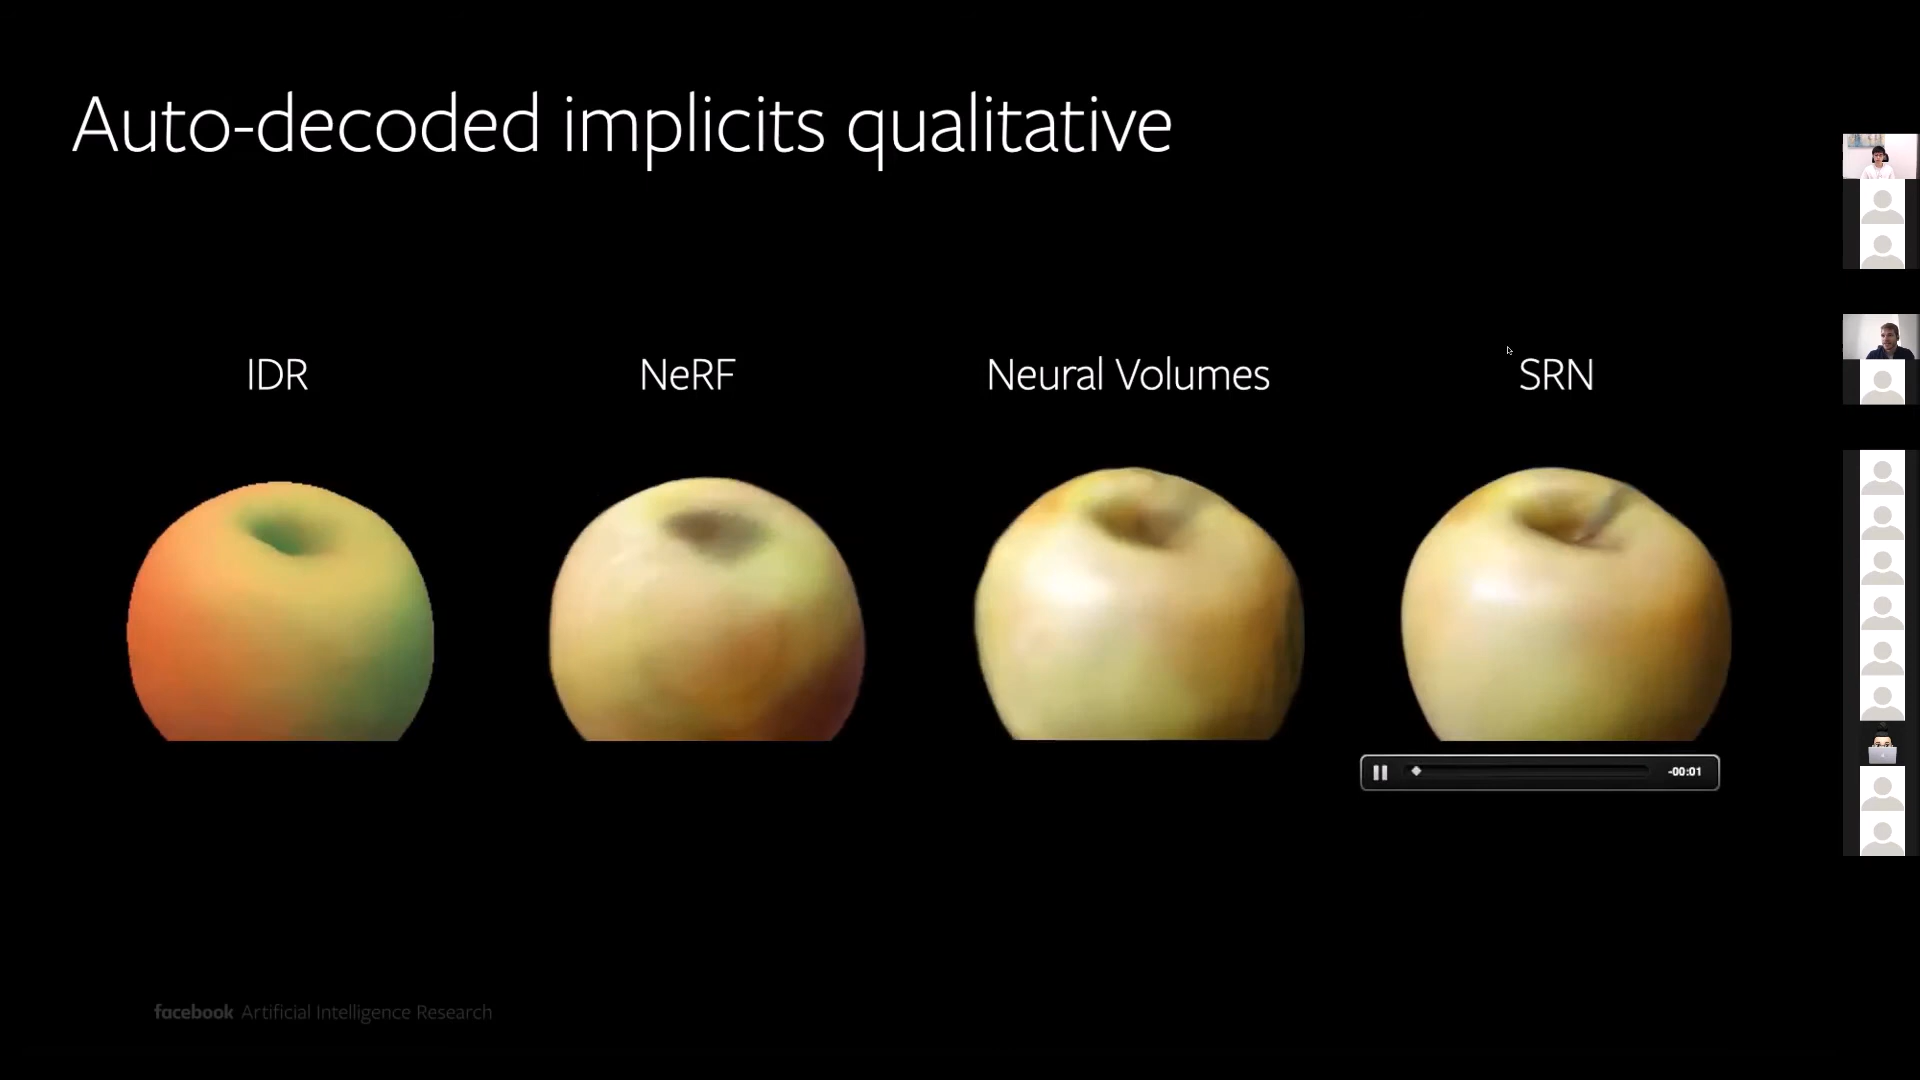 Auto-decoded implicits qualitative
IDR
NeRF
Neural Volumes
SRN
-00:01
facebook Artificial Intelligence Research